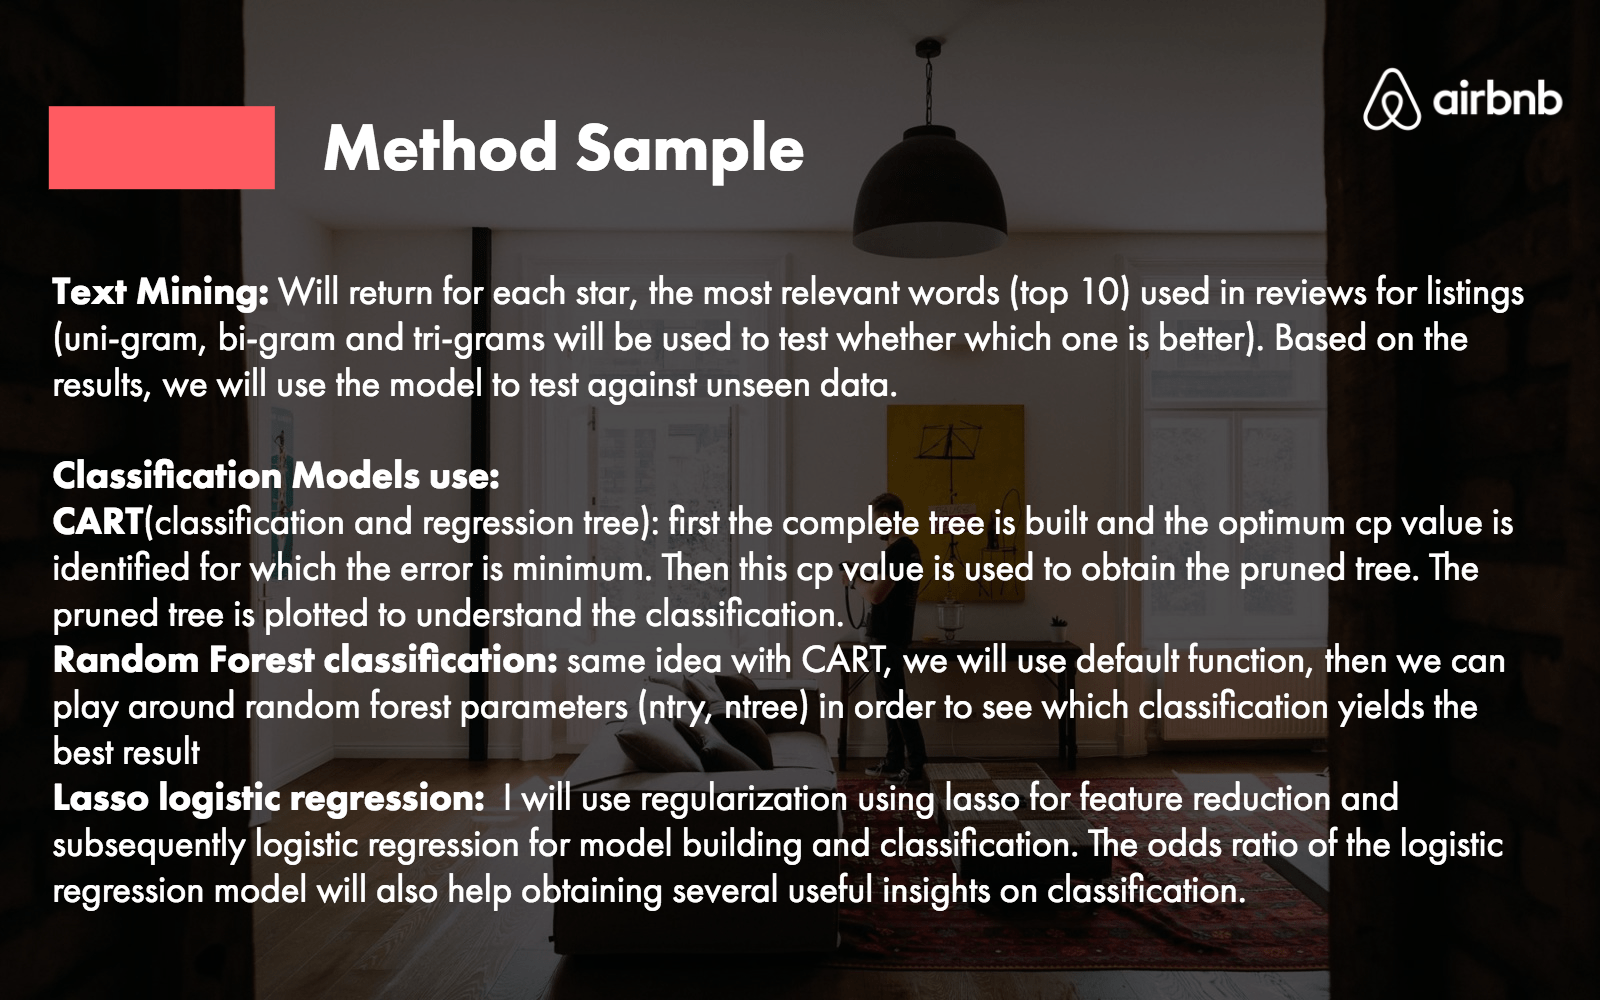 airbnb
Method Sample
Text Mining: Will return for each star, the most relevant words (top 10) used in reviews for listings
(uni-gram, bi-gram and tri-grams will be used to test whether which one is better). Based on the
results, we will use the model to test against unseen data.
Classification Models use:
CART(classification and regression tree): first the complete tree is built and the optimum cp value is
identified for which the error is minimum. Then this cp value is used to obtain the pruned tree. The
pruned tree is plotted to understand the classification.
Random Forest classification: same idea with CART, we will use default function, then we can
play around random forest parameters (ntry, ntree) in order to see which classification yields the
best result
Lasso logistic regression:  I will use regularization using lasso for feature reduction and
subsequently logistic regression for model building and classification. The odds ratio of the logistic
regression model will also help obtaining several useful insights on classification.